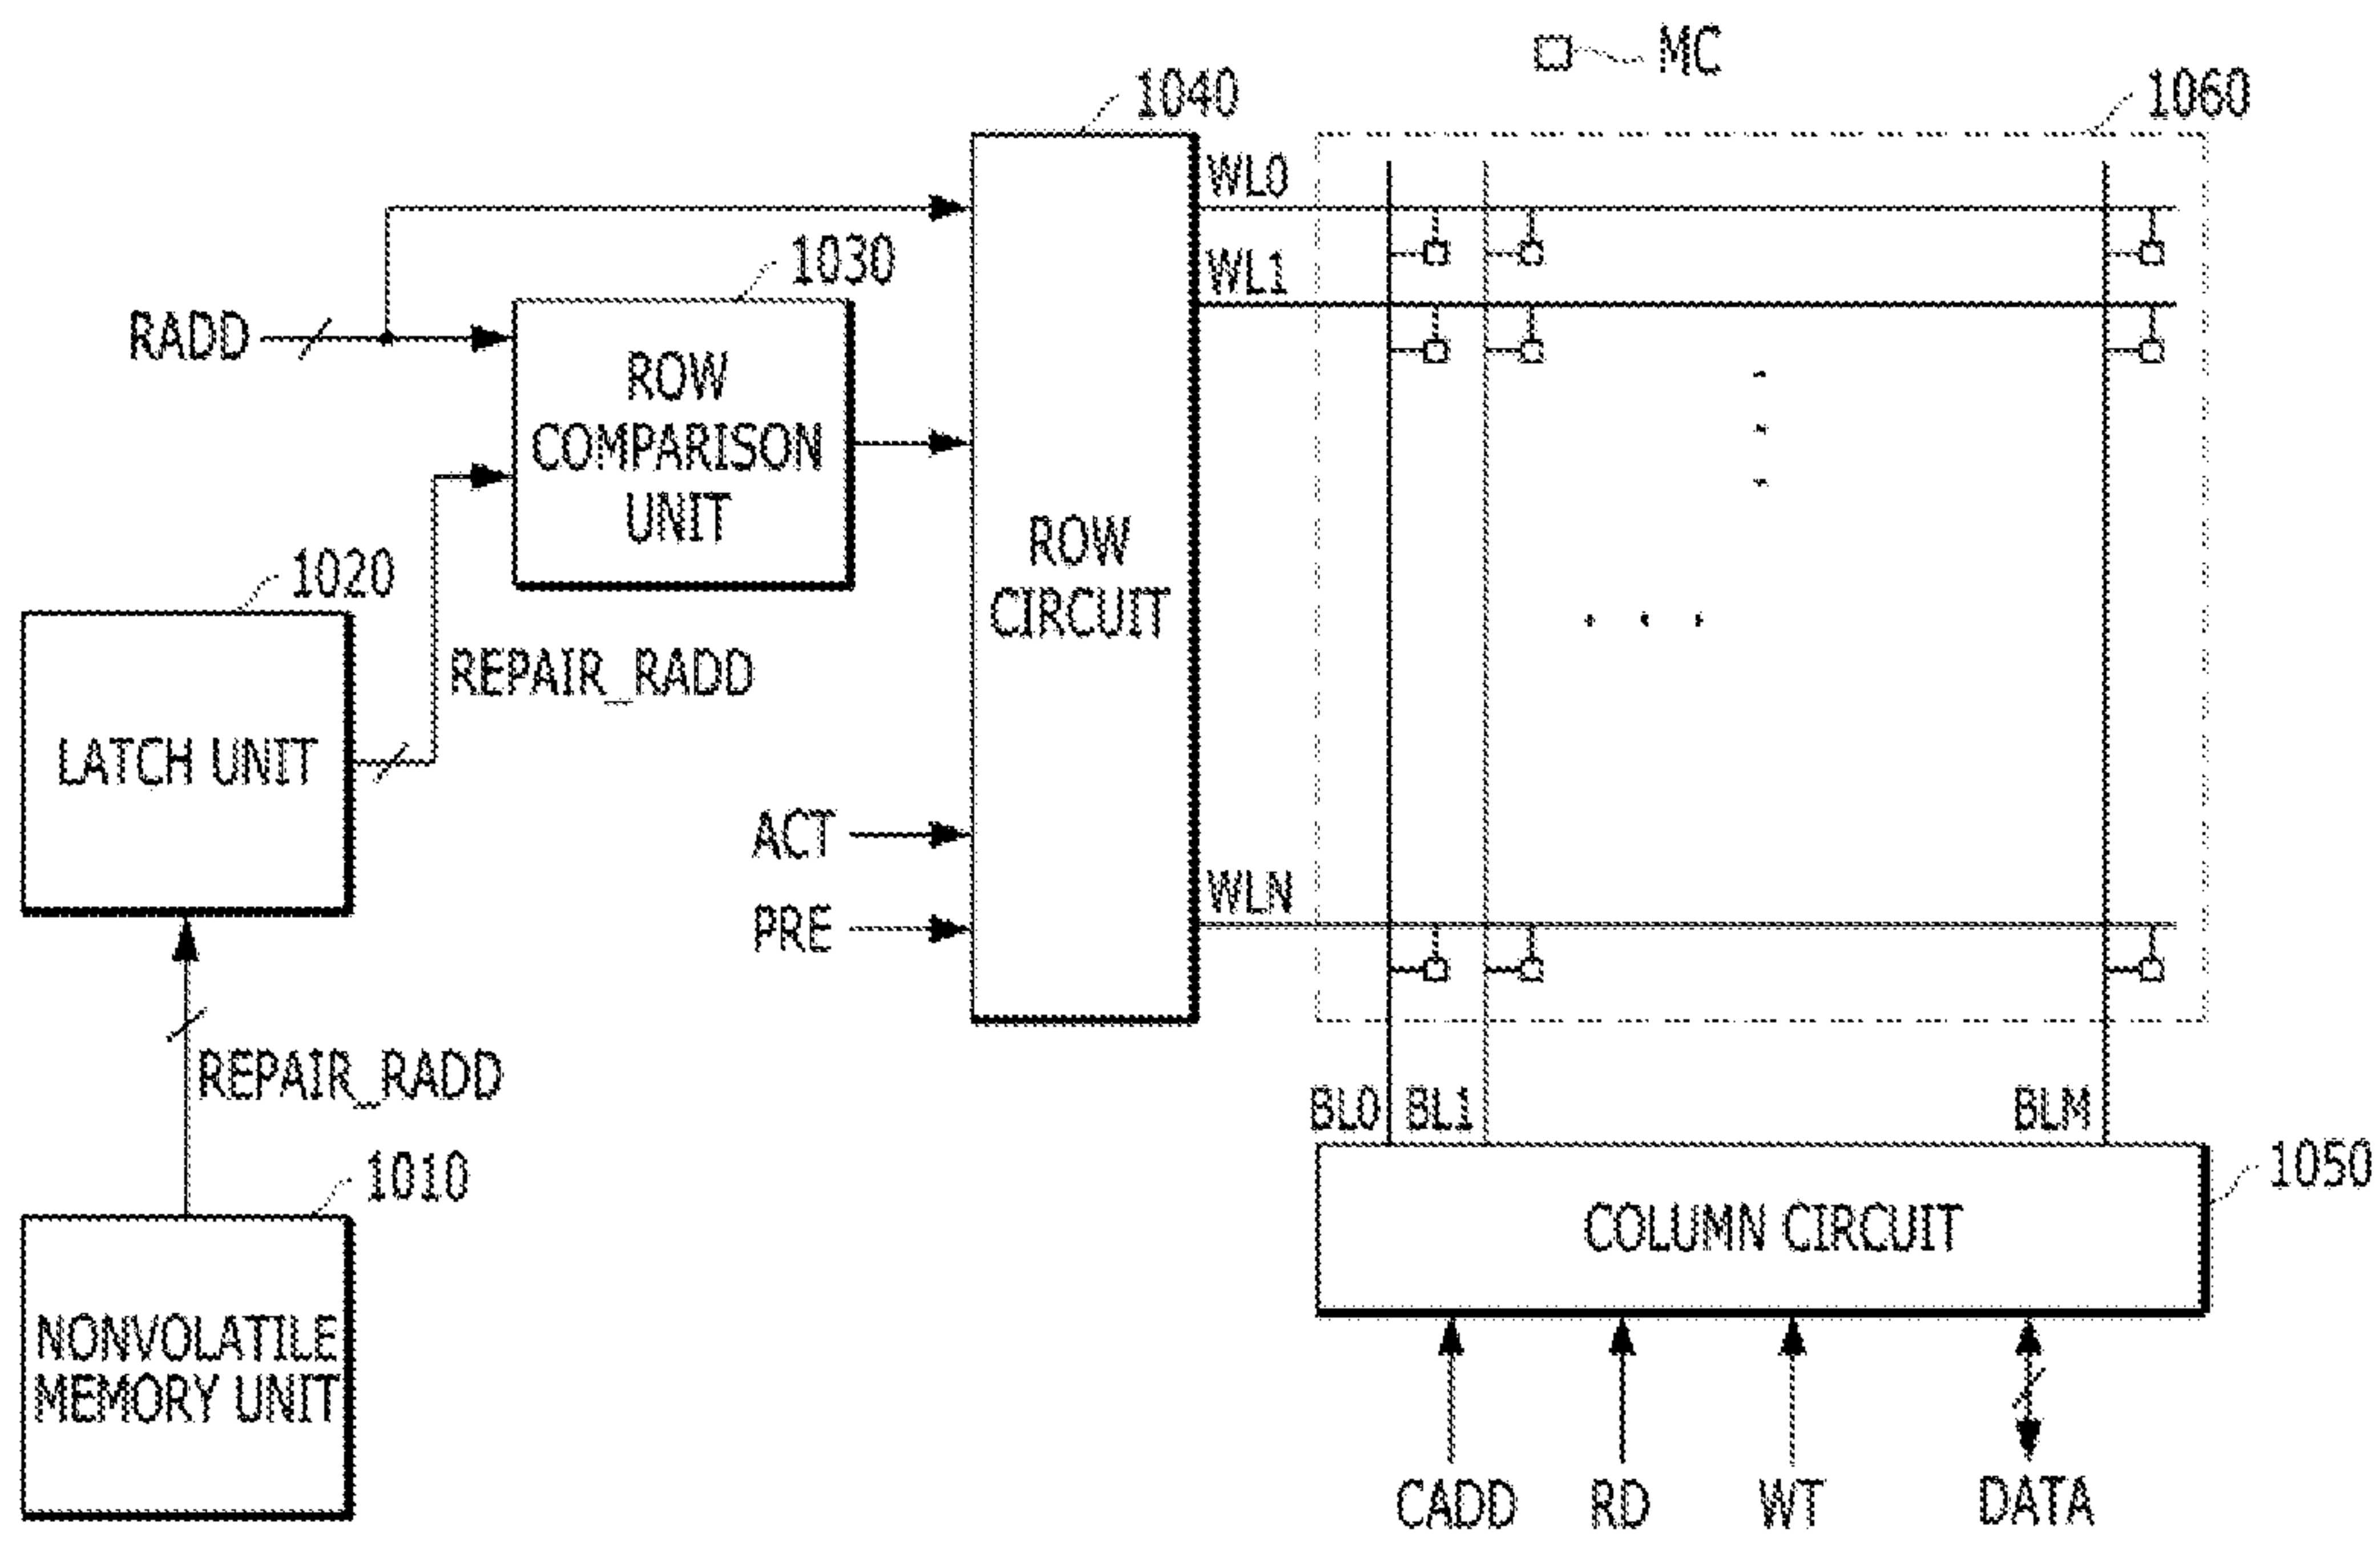 MC
1040
1060
WL0
1030
WL1
RADD
ROW
COMPARISON
UNIT
ROW
CIRCUIT
1020
REPAIR_RADD
LATCH UNIT
ACT
WLN
PRE
REPAIR_RADD
BL0 BL1 BLM
1010
1050
COLUMN CIRCUIT
NONVOLATILE
MEMORY UNIT
CADD RD WT DATA